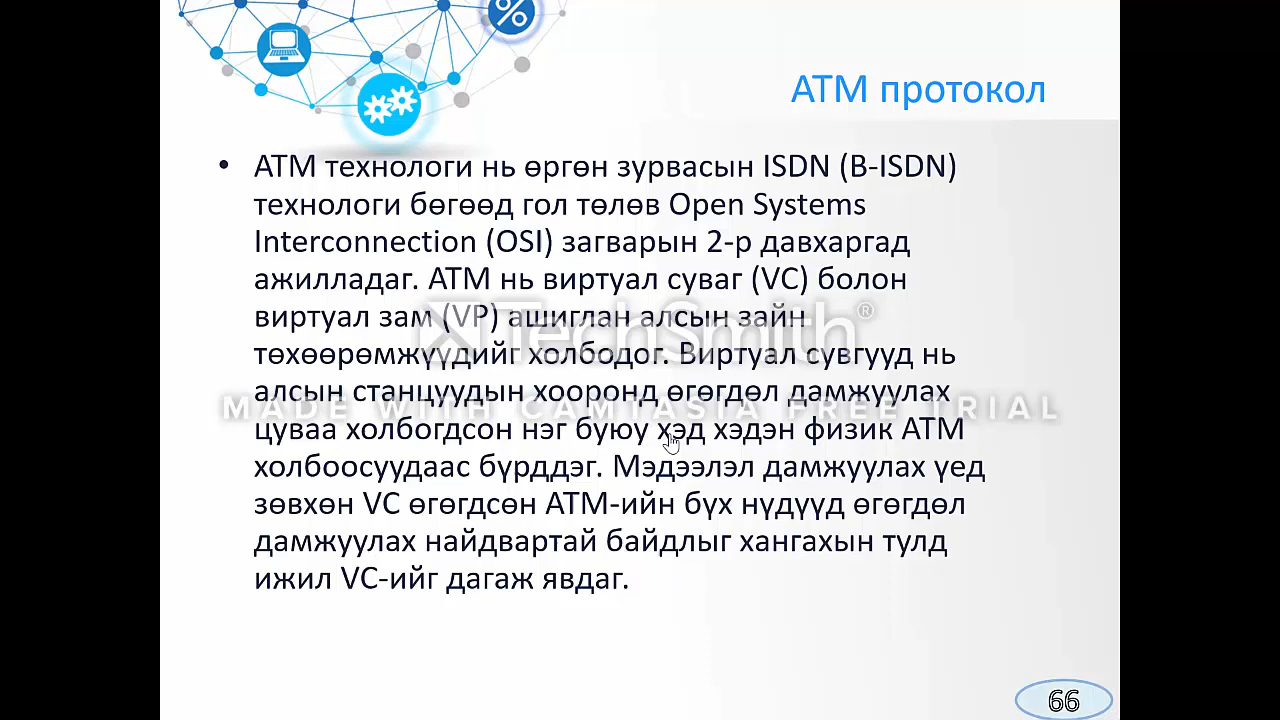 АТМ протокол
• АТМ технологи нь өргөн зурвасын ISDN (B-ISDN)
технологи бөгөөд гол төлөв Open Systems
Interconnection (OSI) загварын 2-р давхаргад
ажилладаг. АТМ нь виртуал суваг (VC) болон
виртуал зам (VP) ашиглан алсын зайн
төхөөрөмжүүдийг холбодог. Виртуал сувгууд нь
алсын станцуудын хооронд өгөгдөл дамжуулах
цуваа холбогдсон нэг буюу хэд хэдэн физик АТМ
холбоосуудаас бүрддэг. Мэдээлэл дамжуулах үед
зөвхөн VC өгөгдсөн АТМ-ийн бүх нүдүүд өгөгдөл
дамжуулах найдвартай байдлыг хангахын тулд
ижил VC-ийг дагаж явдаг.
TechSmith®
MADE WITH CAMTASIA FREE TRIAL
%
66